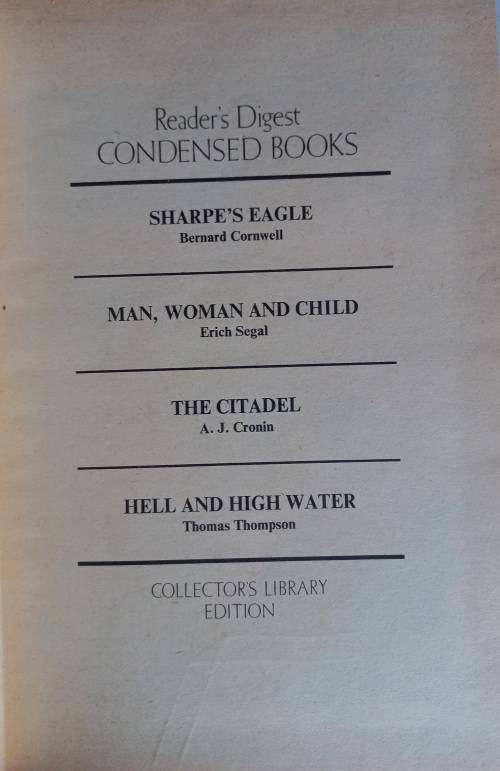 Reader's Digest
CONDENSED BOOKS
SHARPE'S EAGLE
Bernard Cornwell
MAN, WOMAN AND CHILD
Erich Segal
THE CITADEL
A. J. Cronin
HELL AND HIGH WATER
Thomas Thompson
COLLECTOR'S LIBRARY
EDITION